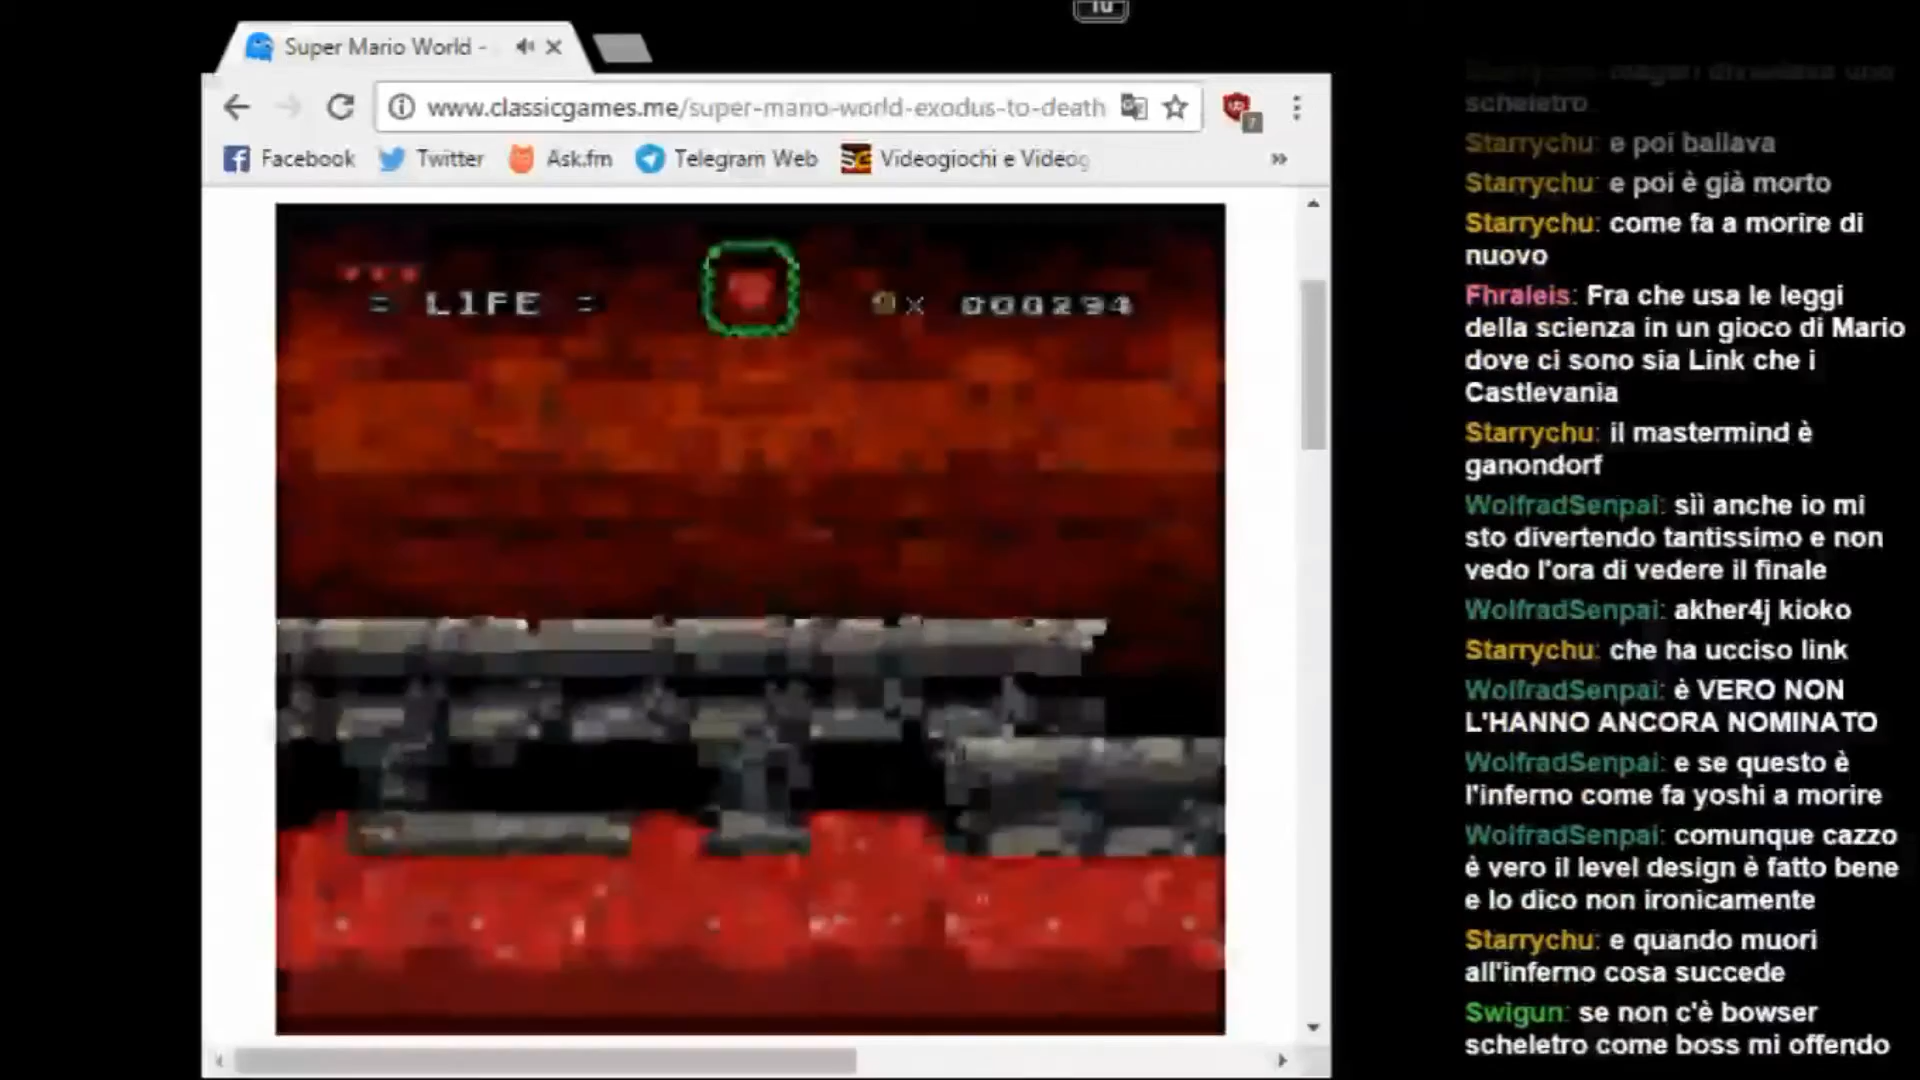 TU
Super Mario World -
www.classicgames.me/super-mario-world-exodus-to-death
7
Facebook
Twitter
Ask.fm
Telegram Web
Videogiochi e Videog
»
= LIFE =
x 000294
scheletro
Starrychu: e poi ballava
Starrychu: e poi è già morto
Starrychu: come fa a morire di
nuovo
Fhraleis: Fra che usa le leggi
della scienza in un gioco di Mario
dove ci sono sia Link che i
Castlevania
Starrychu: il mastermind è
ganondorf
WolfradSenpai: sìì anche io mi
sto divertendo tantissimo e non
vedo l'ora di vedere il finale
WolfradSenpai: akher4j kioko
Starrychu: che ha ucciso link
WolfradSenpai: è VERO NON
L'HANNO ANCORA NOMINATO
WolfradSenpai: e se questo è
l'inferno come fa yoshi a morire
WolfradSenpai: comunque cazzo
è vero il level design è fatto bene
e lo dico non ironicamente
Starrychu: e quando muori
all'inferno cosa succede
Swigun: se non c'è bowser
scheletro come boss mi offendo